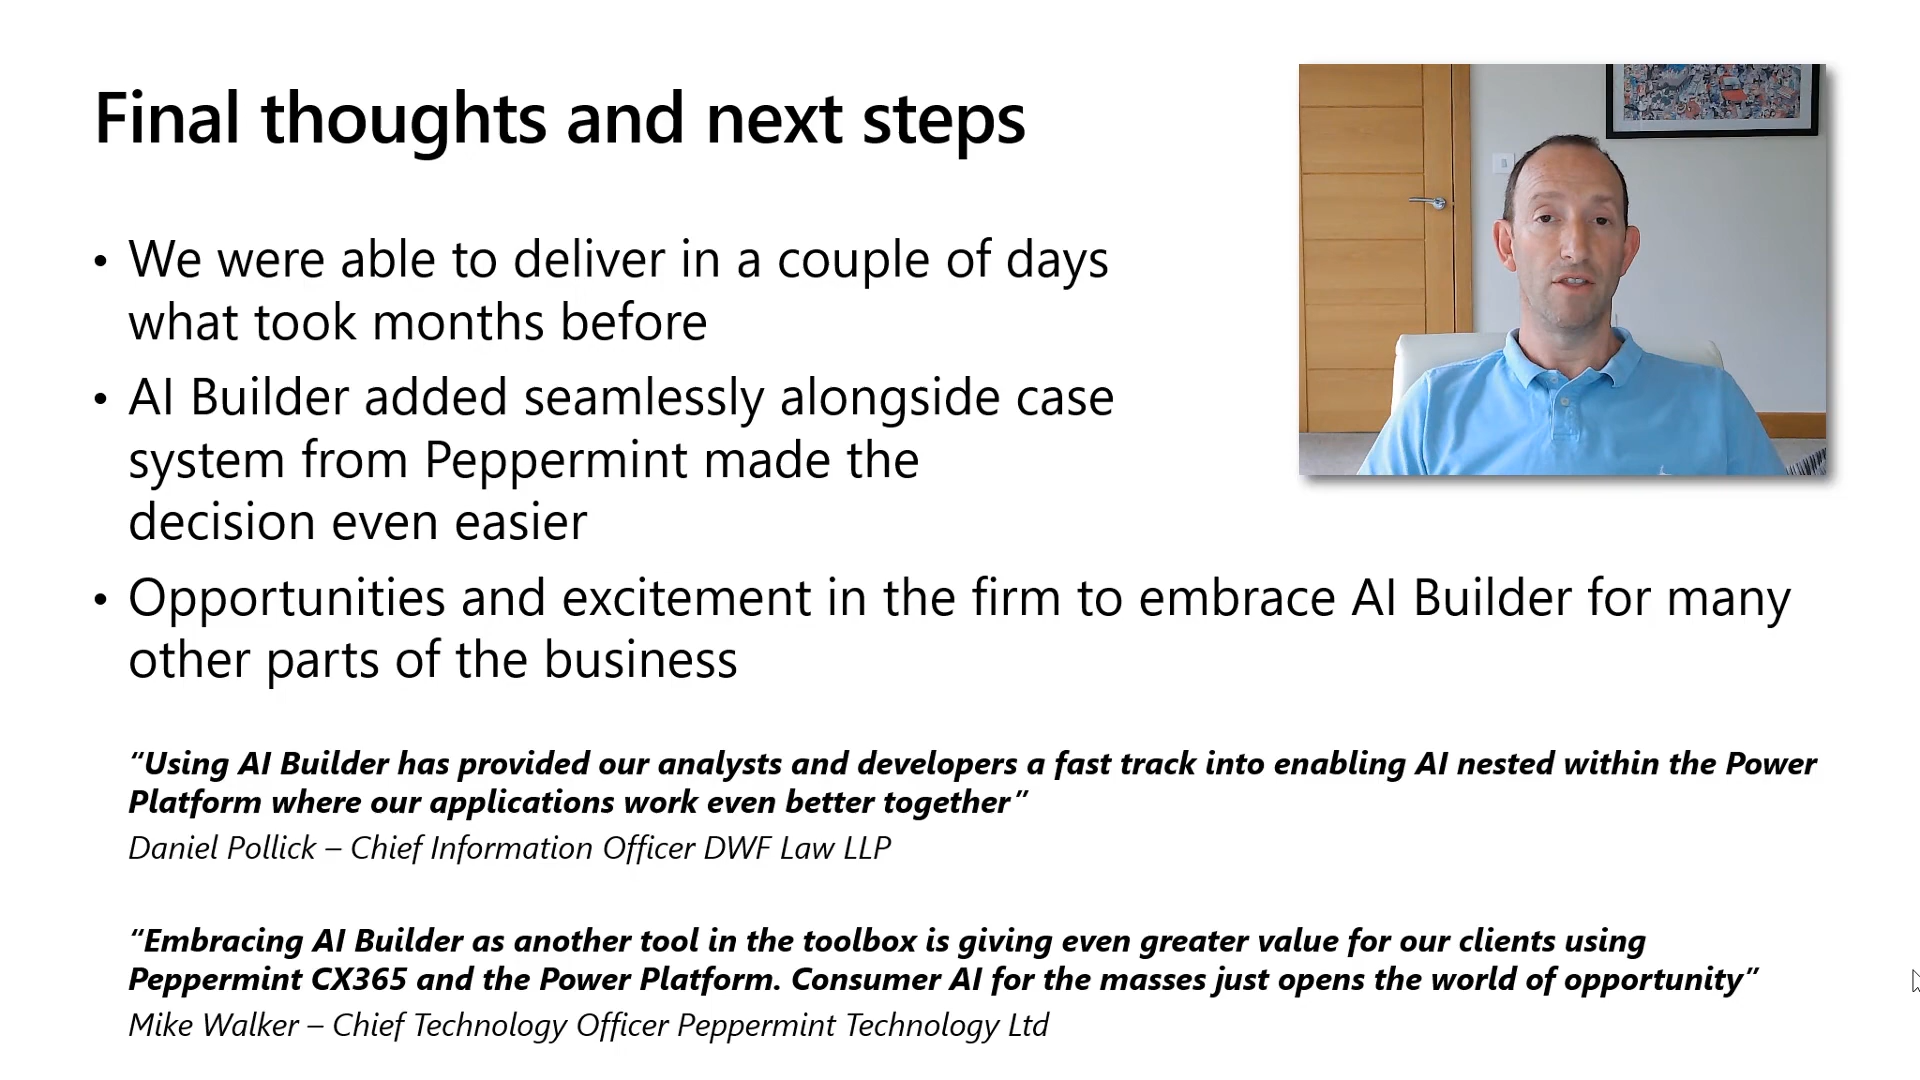 Final thoughts and next steps
• We were able to deliver in a couple of days
what took months before
• AI Builder added seamlessly alongside case
system from Peppermint made the
decision even easier
• Opportunities and excitement in the firm to embrace AI Builder for many
other parts of the business
“Using AI Builder has provided our analysts and developers a fast track into enabling AI nested within the Power
Platform where our applications work even better together”
Daniel Pollick – Chief Information Officer DWF Law LLP
“Embracing AI Builder as another tool in the toolbox is giving even greater value for our clients using
Peppermint CX365 and the Power Platform. Consumer AI for the masses just opens the world of opportunity”
Mike Walker – Chief Technology Officer Peppermint Technology Ltd